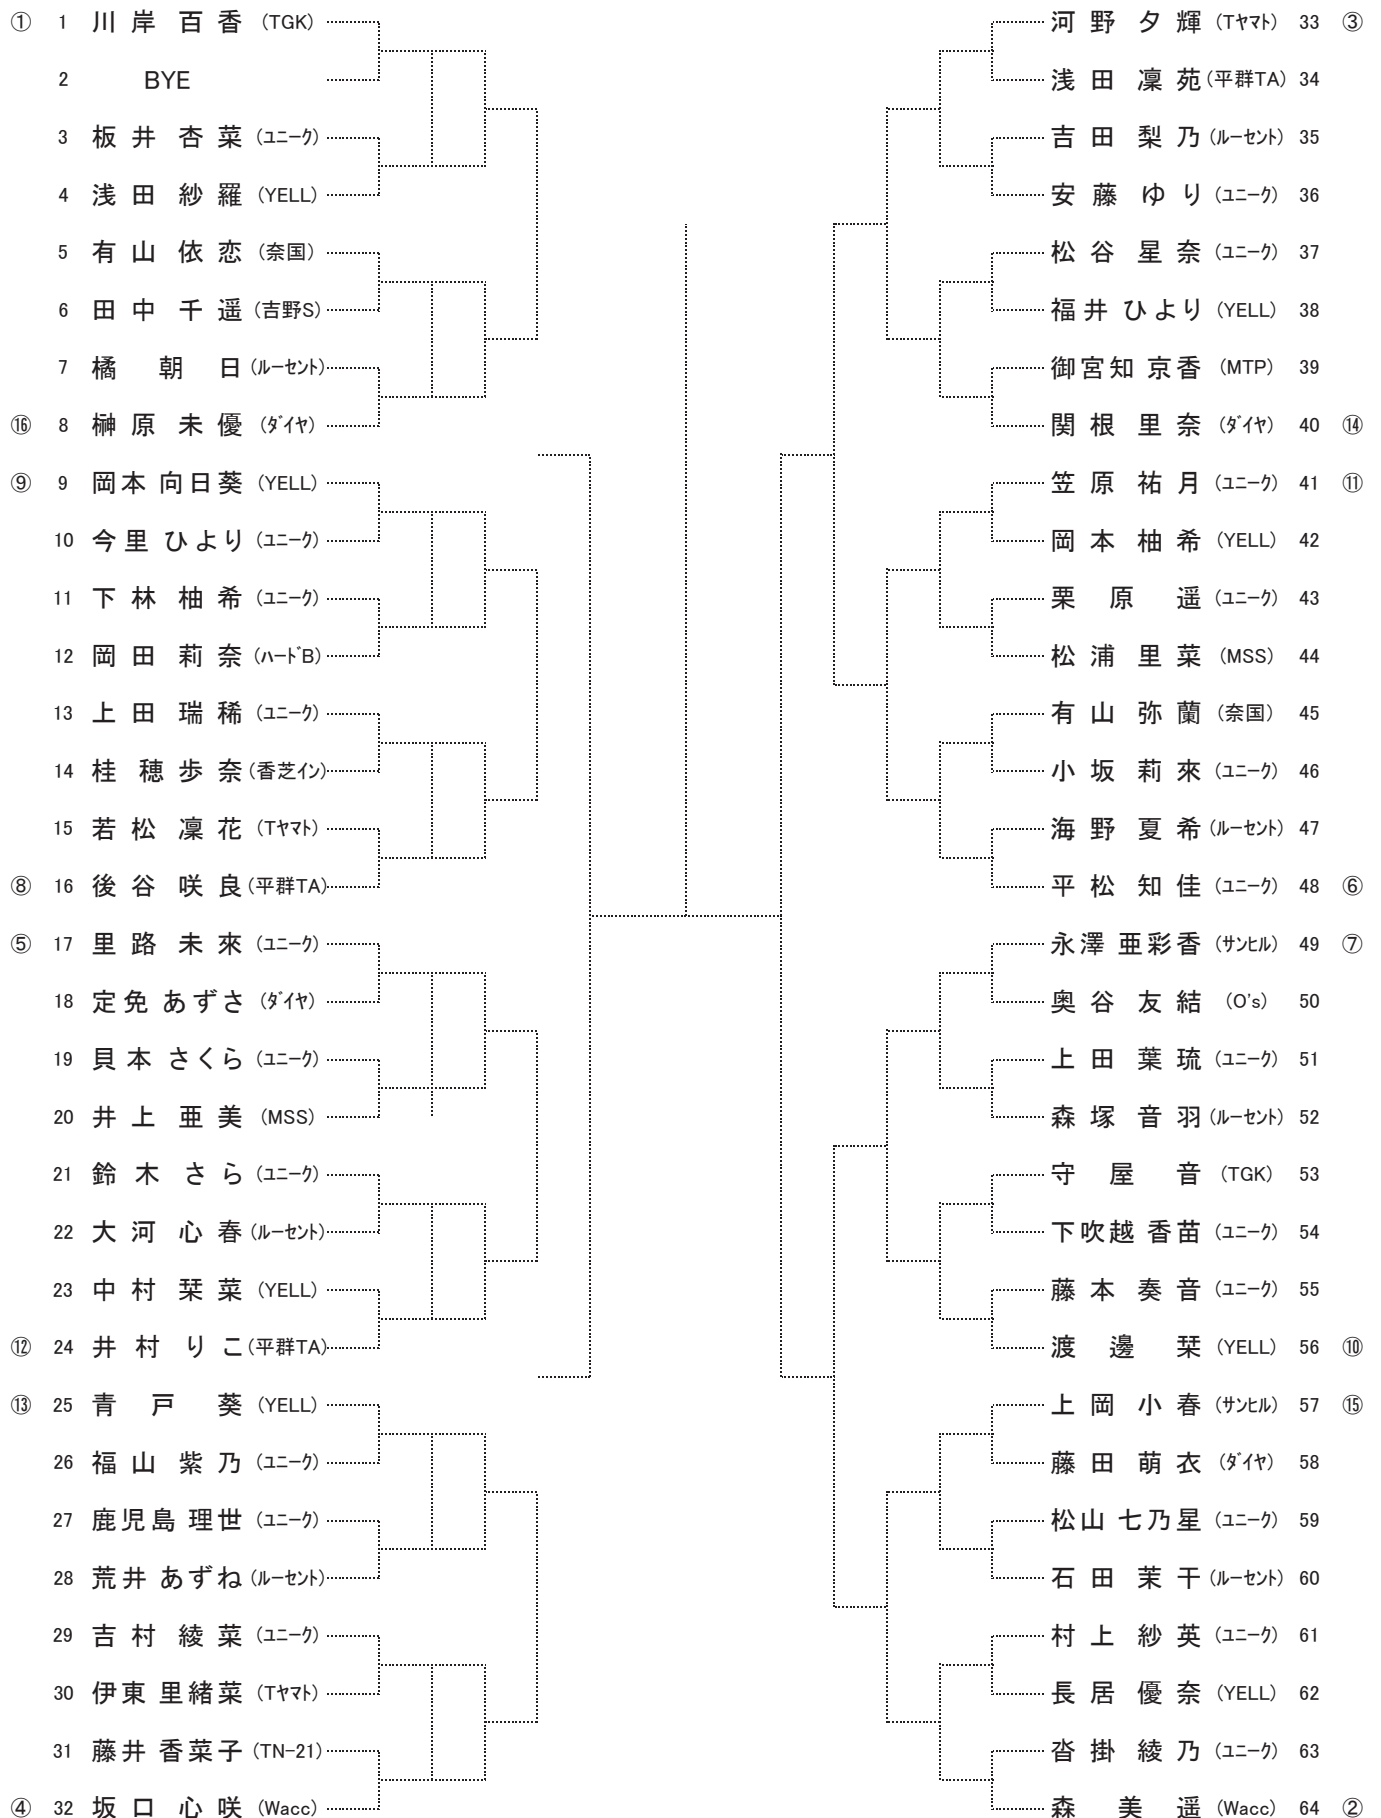 ① 1 川岸 百香 (TGK)
2 BYE
3 板井 杏菜 (ユニーク)
4 浅田 紗羅 (YELL)
5 有山 依恋 (奈国)
6 田中 千遥 (吉野S)
7 橘 朝日 (ルーセント)
⑯ 8 榊原 未優 (ダイヤ)
⑨ 9 岡本 向日葵 (YELL)
10 今里 ひより (ユニーク)
11 下林 柚希 (ユニーク)
12 岡田 莉奈 (ハードB)
13 上田 瑞稀 (ユニーク)
14 桂 穂歩奈 (香芝イン)
15 若松 凜花 (Tヤマト)
⑧ 16 後谷 咲良 (平群TA)
⑤ 17 里路 未來 (ユニーク)
18 定免 あずさ (ダイヤ)
19 貝本 さくら (ユニーク)
20 井上 亜美 (MSS)
21 鈴木 さら (ユニーク)
22 大河 心春 (ルーセント)
23 中村 栞菜 (YELL)
⑫ 24 井村 りこ (平群TA)
⑬ 25 青戸 葵 (YELL)
26 福山 紫乃 (ユニーク)
27 鹿児島 理世 (ユニーク)
28 荒井 あずね (ルーセント)
29 吉村 綾菜 (ユニーク)
30 伊東 里緒菜 (Tヤマト)
31 藤井 香菜子 (TN-21)
④ 32 坂口 心咲 (Wacc)
河野 夕輝 (Tヤマト) 33 ③
浅田 凜苑 (平群TA) 34
吉田 梨乃 (ルーセント) 35
安藤 ゆり (ユニーク) 36
松谷 星奈 (ユニーク) 37
福井 ひより (YELL) 38
御宮知 京香 (MTP) 39
関根 里奈 (ダイヤ) 40 ⑭
笠原 祐月 (ユニーク) 41 ⑪
岡本 柚希 (YELL) 42
栗原 遥 (ユニーク) 43
松浦 里菜 (MSS) 44
有山 弥蘭 (奈国) 45
小坂 莉來 (ユニーク) 46
海野 夏希 (ルーセント) 47
平松 知佳 (ユニーク) 48 ⑥
永澤 亜彩香 (サンヒル) 49 ⑦
奥谷 友結 (O's) 50
上田 葉琉 (ユニーク) 51
森塚 音羽 (ルーセント) 52
守屋 音 (TGK) 53
下吹越 香苗 (ユニーク) 54
藤本 奏音 (ユニーク) 55
渡邊 栞 (YELL) 56 ⑩
上岡 小春 (サンヒル) 57 ⑮
藤田 萌衣 (ダイヤ) 58
松山 七乃星 (ユニーク) 59
石田 茉干 (ルーセント) 60
村上 紗英 (ユニーク) 61
長居 優奈 (YELL) 62
沓掛 綾乃 (ユニーク) 63
森 美遥 (Wacc) 64 ②